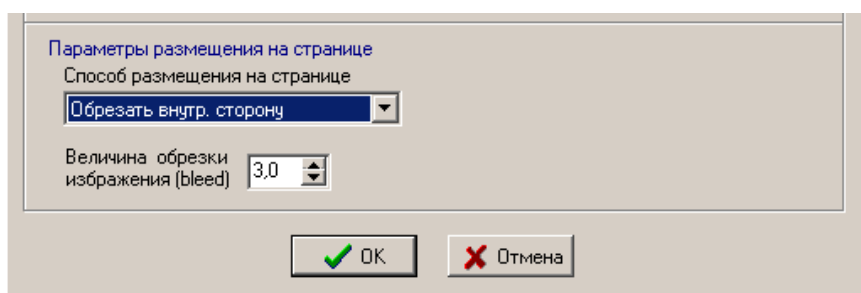 Параметры размещения на странице
Способ размещения на странице
Обрезать внутр. сторону
Величина обрезки
избражения (bleed)
3,0
OK
Отмена